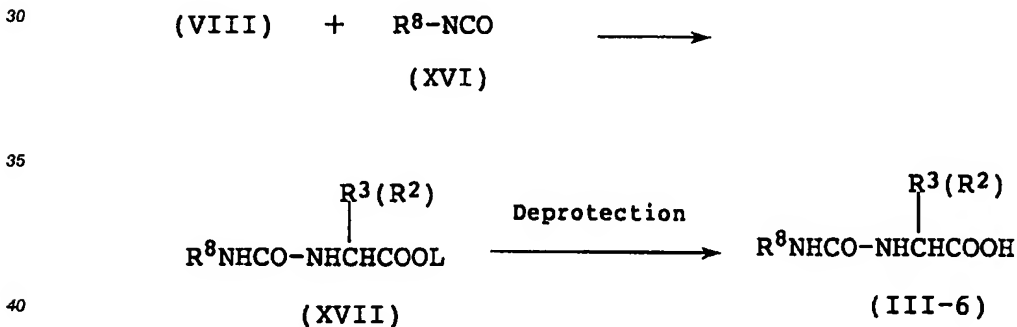 30 (VIII) + R⁸-NCO
(XVI)
35
R³(R²) R³(R²)
Deprotection
R⁸NHCO-NHCHCOOL R⁸NHCO-NHCHCOOH
40 (XVII) (III-6)